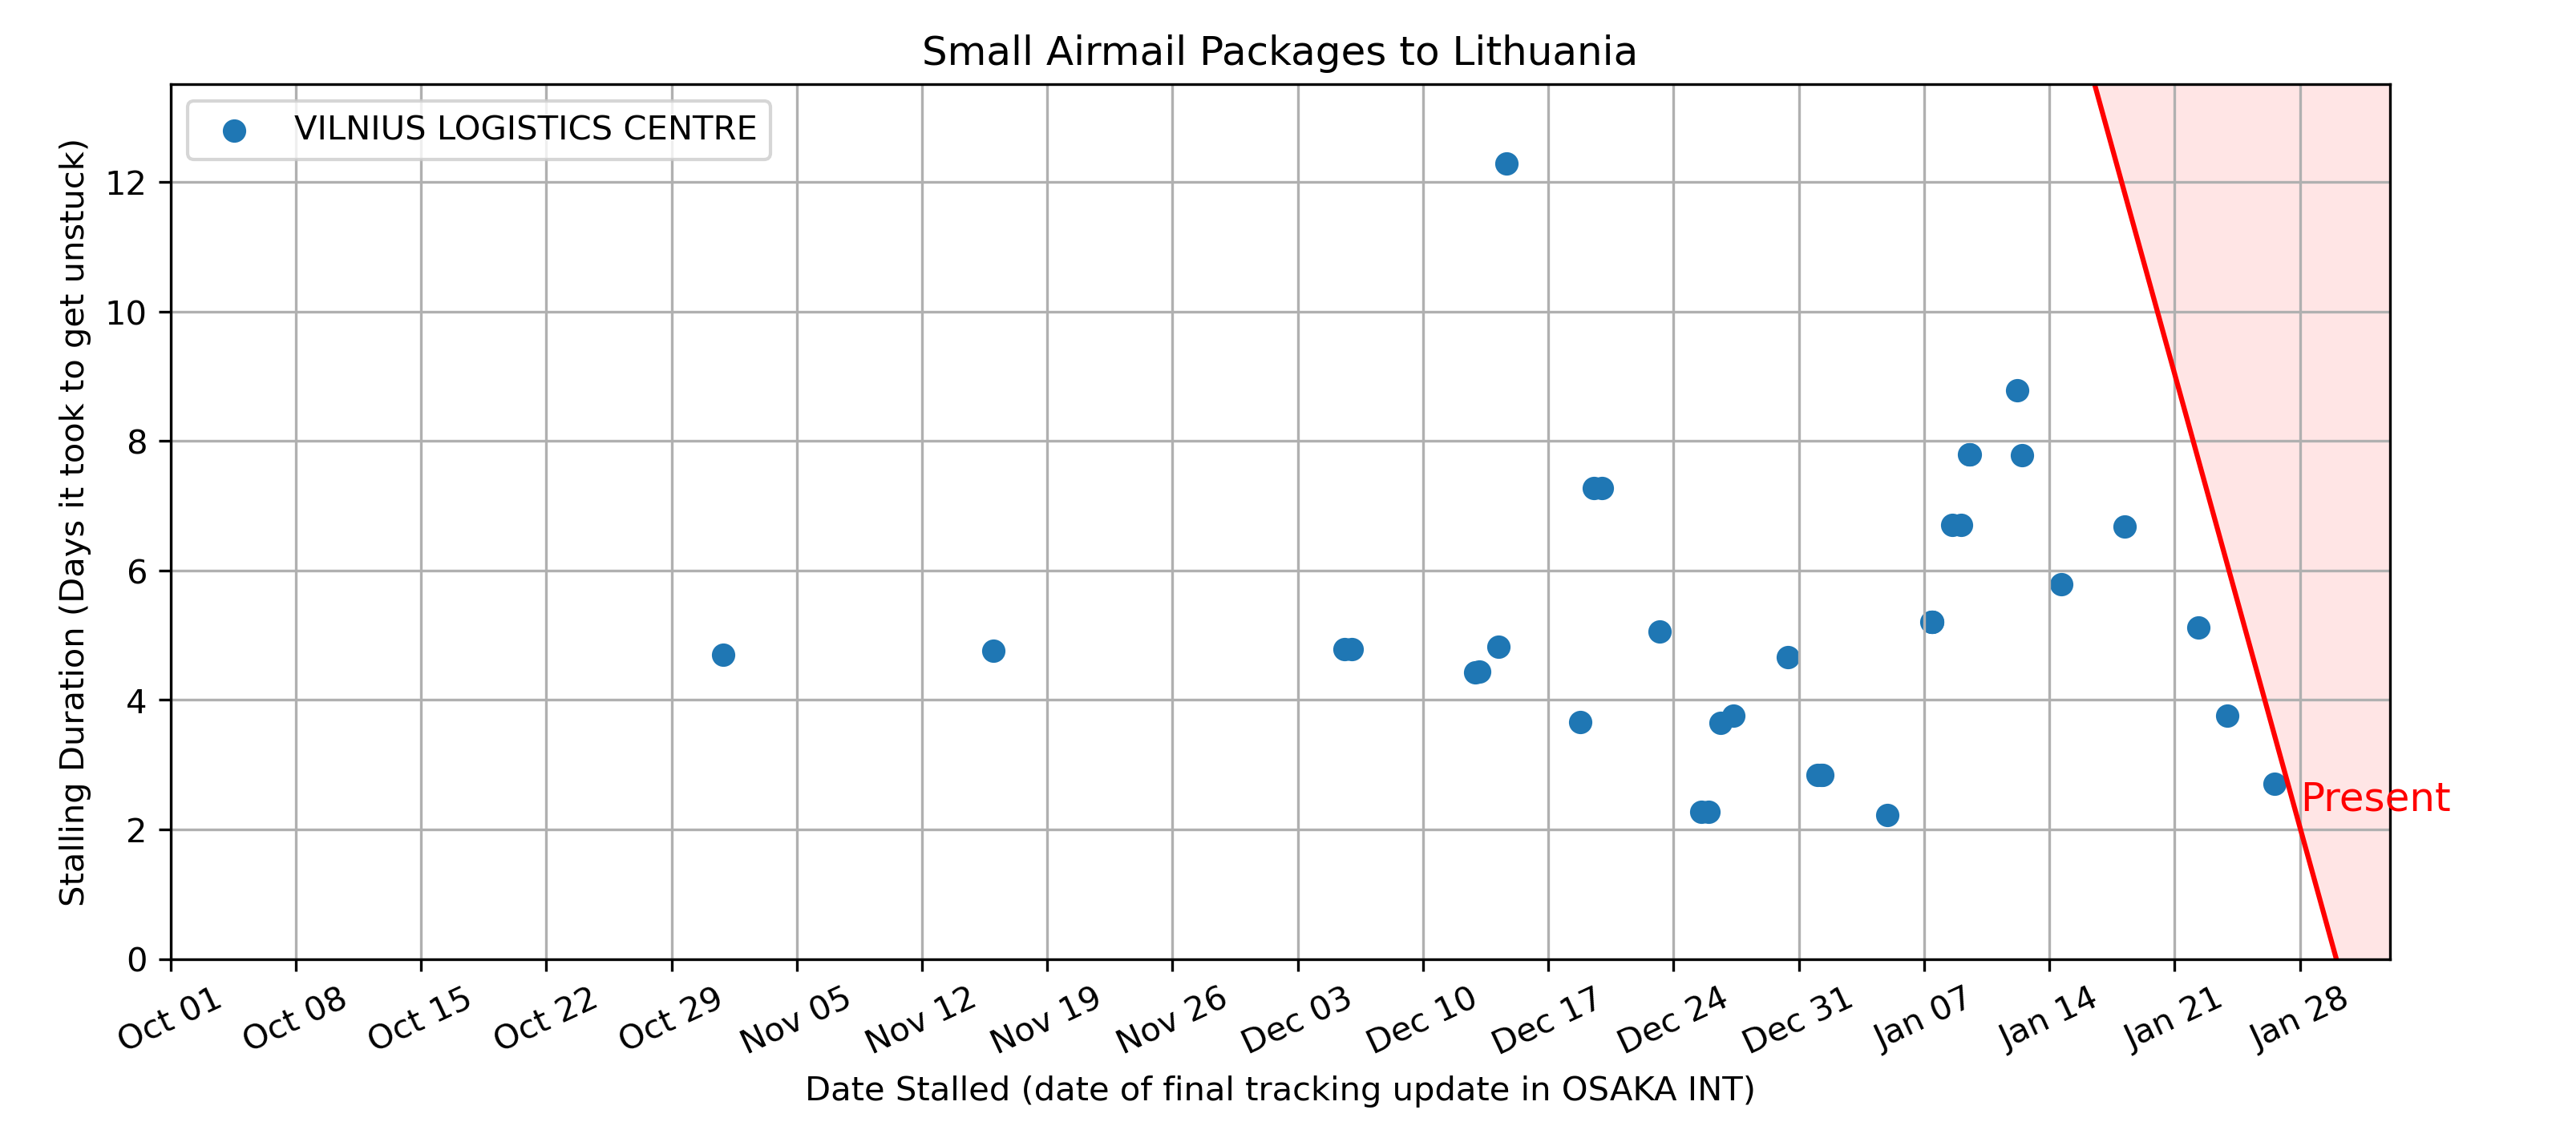 Small Airmail Packages to Lithuania
VILNIUS LOGISTICS CENTRE
Stalling Duration (Days it took to get unstuck)
12
10
8
6
4
2
0
Present
Oct 01
Oct 08
Oct 15
Oct 22
Oct 29
Nov 05
Nov 12
Nov 19
Nov 26
Dec 03
Dec 10
Dec 17
Dec 24
Dec 31
Jan 07
Jan 14
Jan 21
Jan 28
Date Stalled (date of final tracking update in OSAKA INT)